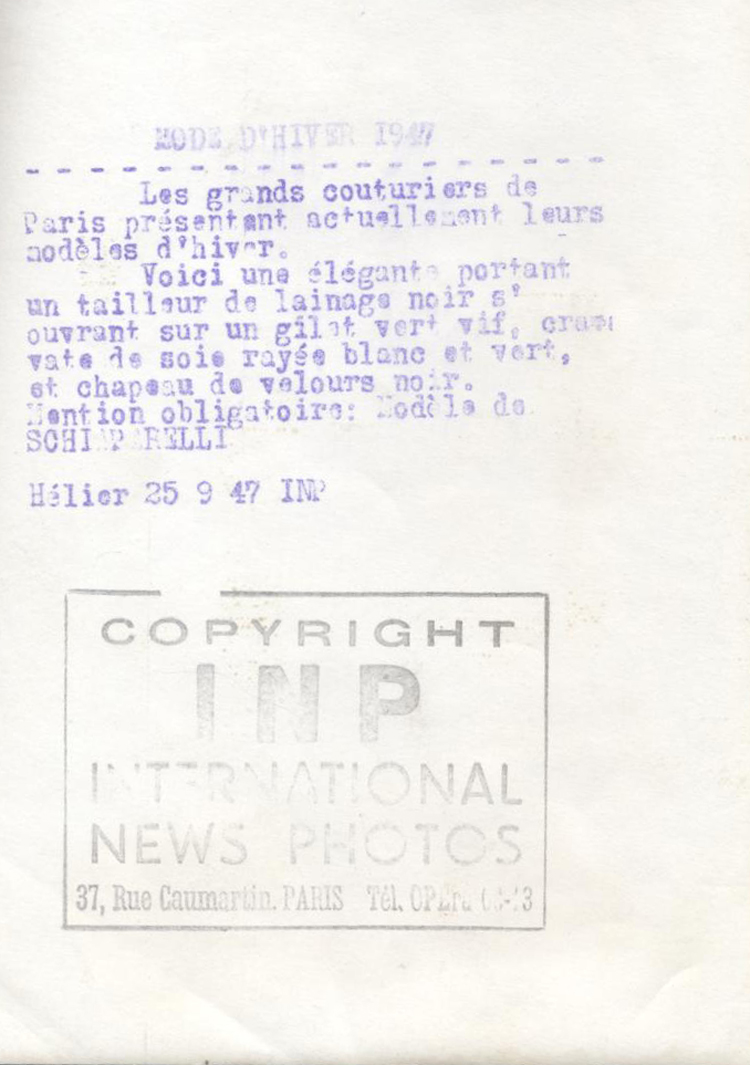 MODE D'HIVER 1947
- - - - - - - - - - - - - - - - - - -
Les grands couturiers de
Paris présentent actuellement leurs
modèles d'hiver.
Voici une élégante portant
un tailleur de lainage noir s'
ouvrant sur un gilet vert vif, crava
vate de soie rayée blanc et vert,
et chapeau de velours noir.
Mention obligatoire: Modèle de
SCHIAPARELLI
Hélier 25 9 47 INP
COPYRIGHT
INP
INTERNATIONAL
NEWS PHOTOS
37, Rue Caumartin. PARIS Tél. OPÉra